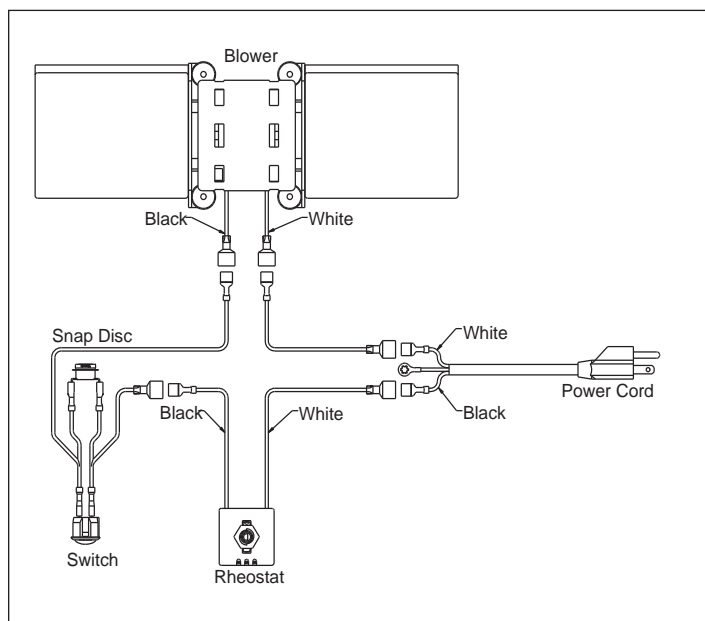 Blower
Black
White
Snap Disc
White
Power Cord
Black
White
Black
Switch
Rheostat